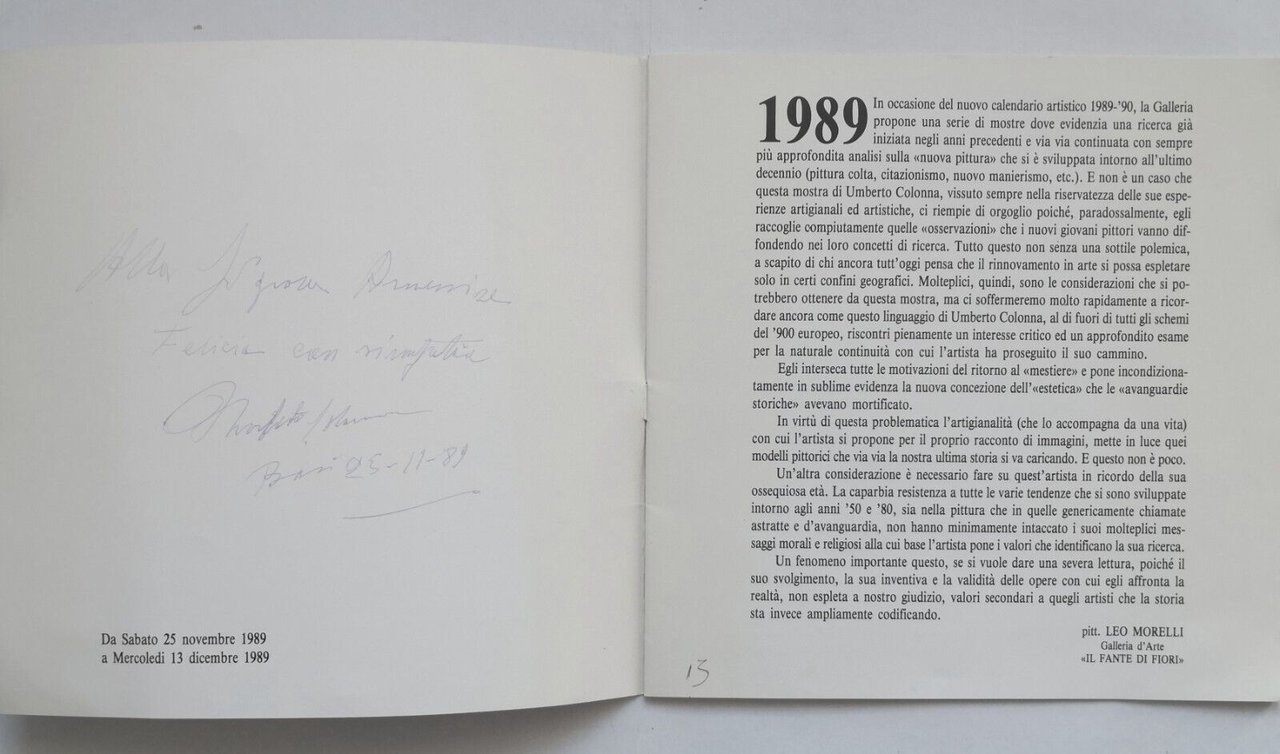 Alla Signora Armenise
Felicia con simpatia
Umberto Colonna
Bari 25-11-89
Da Sabato 25 novembre 1989
a Mercoledi 13 dicembre 1989
1989 In occasione del nuovo calendario artistico 1989-'90, la Galleria
propone una serie di mostre dove evidenzia una ricerca già
iniziata negli anni precedenti e via via continuata con sempre
più approfondita analisi sulla «nuova pittura» che si è sviluppata intorno all'ultimo
decennio (pittura colta, citazionismo, nuovo manierismo, etc.). E non è un caso che
questa mostra di Umberto Colonna, vissuto sempre nella riservatezza delle sue espe-
rienze artigianali ed artistiche, ci riempie di orgoglio poiché, paradossalmente, egli
raccoglie compiutamente quelle «osservazioni» che i nuovi giovani pittori vanno dif-
fondendo nei loro concetti di ricerca. Tutto questo non senza una sottile polemica,
a scapito di chi ancora tutt'oggi pensa che il rinnovamento in arte si possa espletare
solo in certi confini geografici. Molteplici, quindi, sono le considerazioni che si po-
trebbero ottenere da questa mostra, ma ci soffermeremo molto rapidamente a ricor-
dare ancora come questo linguaggio di Umberto Colonna, al di fuori di tutti gli schemi
del '900 europeo, riscontri pienamente un interesse critico ed un approfondito esame
per la naturale continuità con cui l'artista ha proseguito il suo cammino.
Egli interseca tutte le motivazioni del ritorno al «mestiere» e pone incondiziona-
tamente in sublime evidenza la nuova concezione dell'«estetica» che le «avanguardie
storiche» avevano mortificato.
In virtù di questa problematica l'artigianalità (che lo accompagna da una vita)
con cui l'artista si propone per il proprio racconto di immagini, mette in luce quei
modelli pittorici che via via la nostra ultima storia si va caricando. E questo non è poco.
Un'altra considerazione è necessario fare su quest'artista in ricordo della sua
ossequiosa età. La caparbia resistenza a tutte le varie tendenze che si sono sviluppate
intorno agli anni '50 e '80, sia nella pittura che in quelle genericamente chiamate
astratte e d'avanguardia, non hanno minimamente intaccato i suoi molteplici mes-
saggi morali e religiosi alla cui base l'artista pone i valori che identificano la sua ricerca.
Un fenomeno importante questo, se si vuole dare una severa lettura, poiché il
suo svolgimento, la sua inventiva e la validità delle opere con cui egli affronta la
realtà, non espleta a nostro giudizio, valori secondari a quegli artisti che la storia
sta invece ampliamente codificando.
pitt. LEO MORELLI
Galleria d'Arte
«IL FANTE DI FIORI»
13